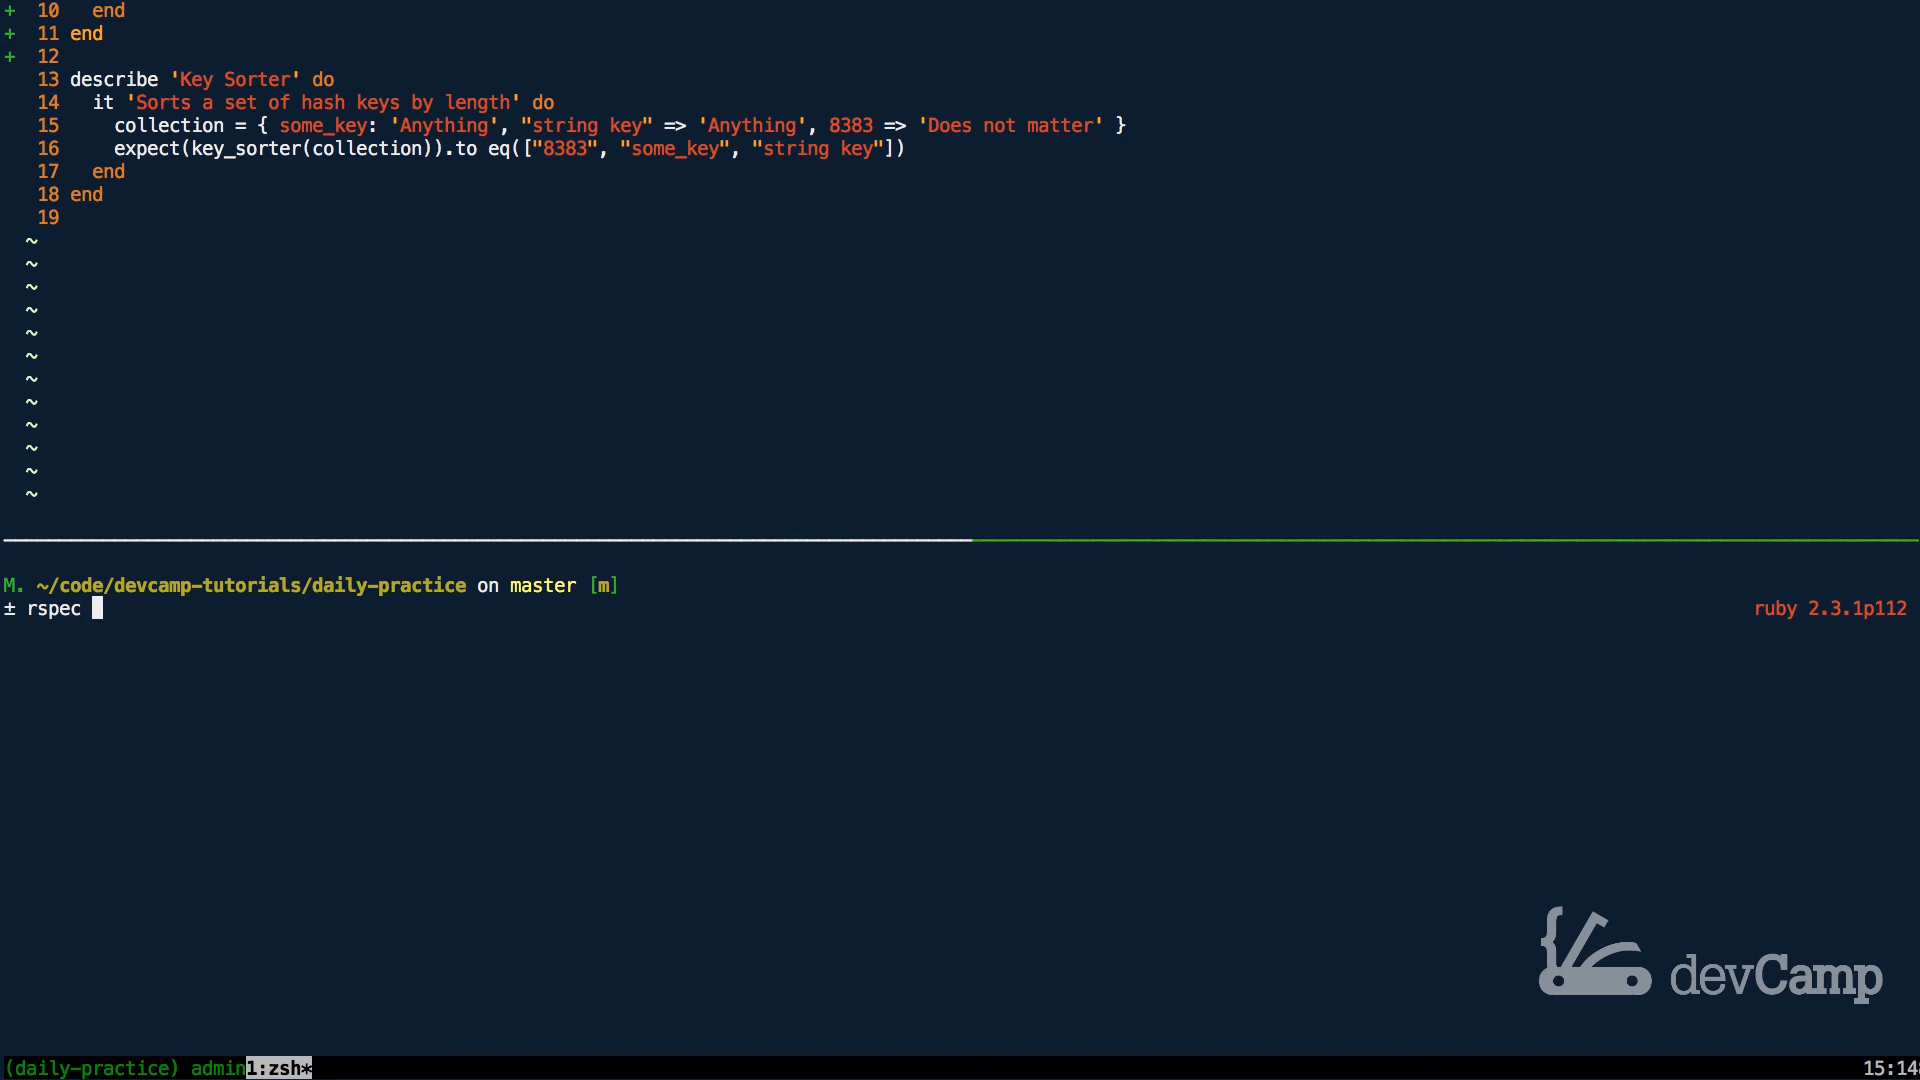 +  10   end
+  11 end
+  12
   13 describe 'Key Sorter' do
   14   it 'Sorts a set of hash keys by length' do
   15     collection = { some_key: 'Anything', "string key" => 'Anything', 8383 => 'Does not matter' }
   16     expect(key_sorter(collection)).to eq(["8383", "some_key", "string key"])
   17   end
   18 end
   19
~
~
~
~
~
~
~
~
~
~
~
~
M. ~/code/devcamp-tutorials/daily-practice on master [m]
± rspec ruby 2.3.1p112
devCamp
(daily-practice) admin1:zsh* 15:14